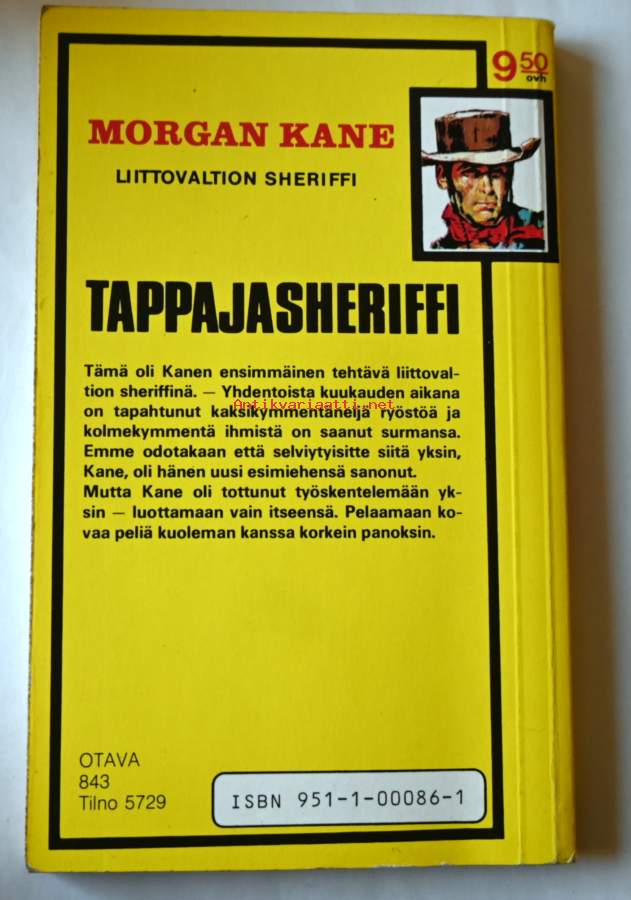 9 50
ovh
MORGAN KANE
LIITTOVALTION SHERIFFI
TAPPAJASHERIFFI
Tämä oli Kanen ensimmäinen tehtävä liittoval-
tion sheriffinä. — Yhdentoista kuukauden aikana
Antikvariaatti.net
on tapahtunut kaksikymmentäneljä ryöstöä ja
kolmekymmentä ihmistä on saanut surmansa.
Emme odotakaan että selviytyisitte siitä yksin,
Kane, oli hänen uusi esimiehensä sanonut.
Mutta Kane oli tottunut työskentelemään yk-
sin — luottamaan vain itseensä. Pelaamaan ko-
vaa peliä kuoleman kanssa korkein panoksin.
OTAVA
843
Tilno 5729
ISBN 951-1-00086-1